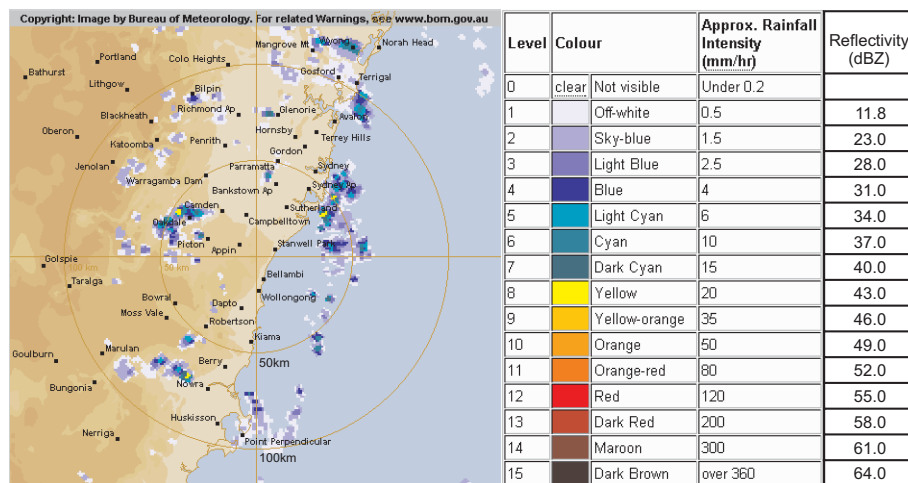 Copyright: Image by Bureau of Meteorology. For related Warnings, see www.bom.gov.au
Wyong
Norah Head
Mangrove Mt
Portland
Colo Heights
Bathurst
Gosford
Terrigal
Lithgow
Bilpin
Richmond Ap
Glenorie
Avalon
Blackheath
Oberon
Hornsby
Terrey Hills
Katoomba
Penrith
Gordon
Jenolan
Parramatta
Sydney
Warragamba Dam
Bankstown Ap
Sydney Ap
Camden
Sutherland
Oakdale
Campbelltown
Picton
Appin
Stanwell Park
Golspie
100 km
50 km
Taralga
Bellambi
Bowral
Dapto
Wollongong
Moss Vale
Robertson
Kiama
Goulburn
Marulan
Berry
50km
Bungonia
Nowra
Huskisson
Nerriga
Point Perpendicular
100km
Level Colour Approx. Rainfall Intensity (mm/hr) Reflectivity (dBZ)
0 clear Not visible Under 0.2
1 Off-white 0.5 11.8
2 Sky-blue 1.5 23.0
3 Light Blue 2.5 28.0
4 Blue 4 31.0
5 Light Cyan 6 34.0
6 Cyan 10 37.0
7 Dark Cyan 15 40.0
8 Yellow 20 43.0
9 Yellow-orange 35 46.0
10 Orange 50 49.0
11 Orange-red 80 52.0
12 Red 120 55.0
13 Dark Red 200 58.0
14 Maroon 300 61.0
15 Dark Brown over 360 64.0